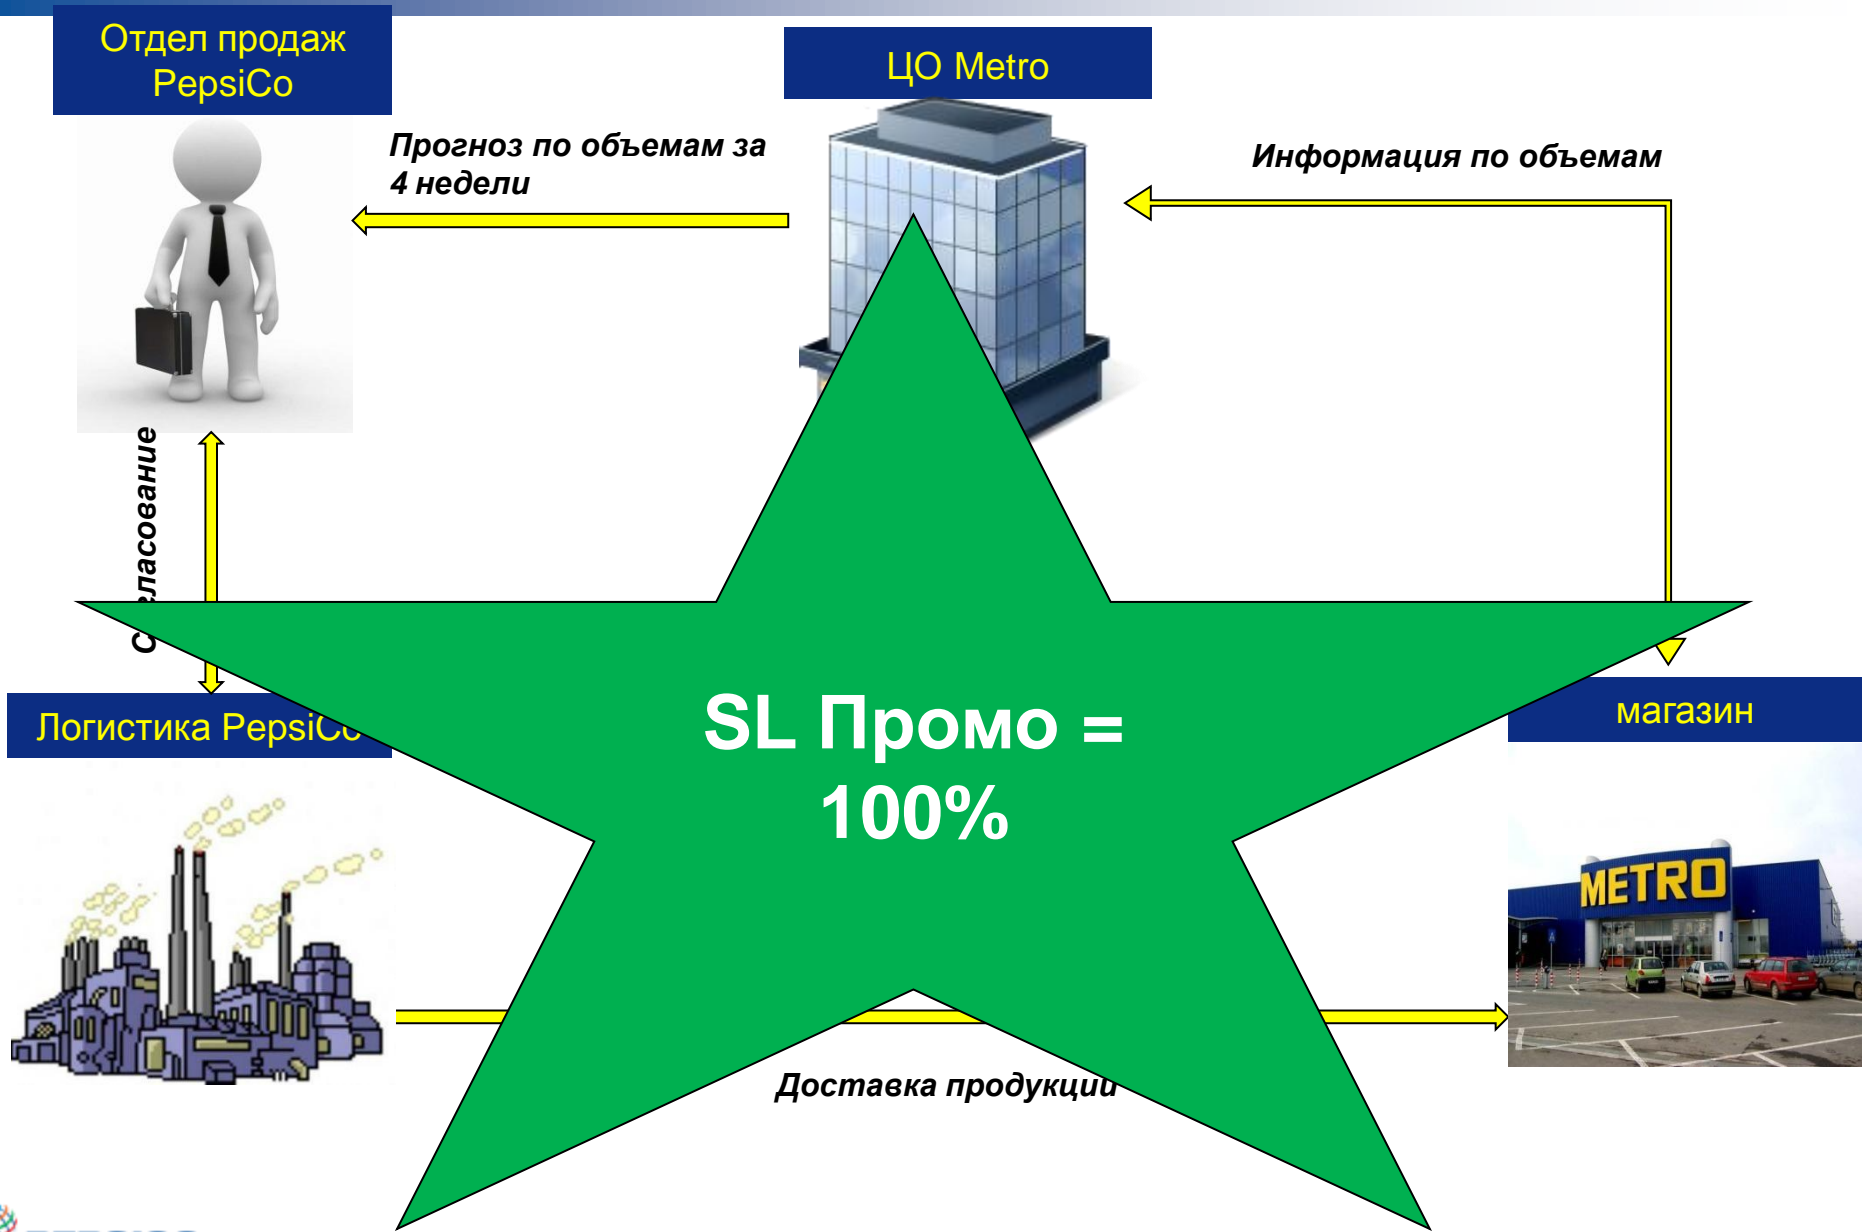 Отдел продаж
PepsiCo
ЦО Metro
Прогноз по объемам за
4 недели
Информация по объемам
Согласование
Логистика PepsiCo
SL Промо =
100%
магазин
METRO
Доставка продукции